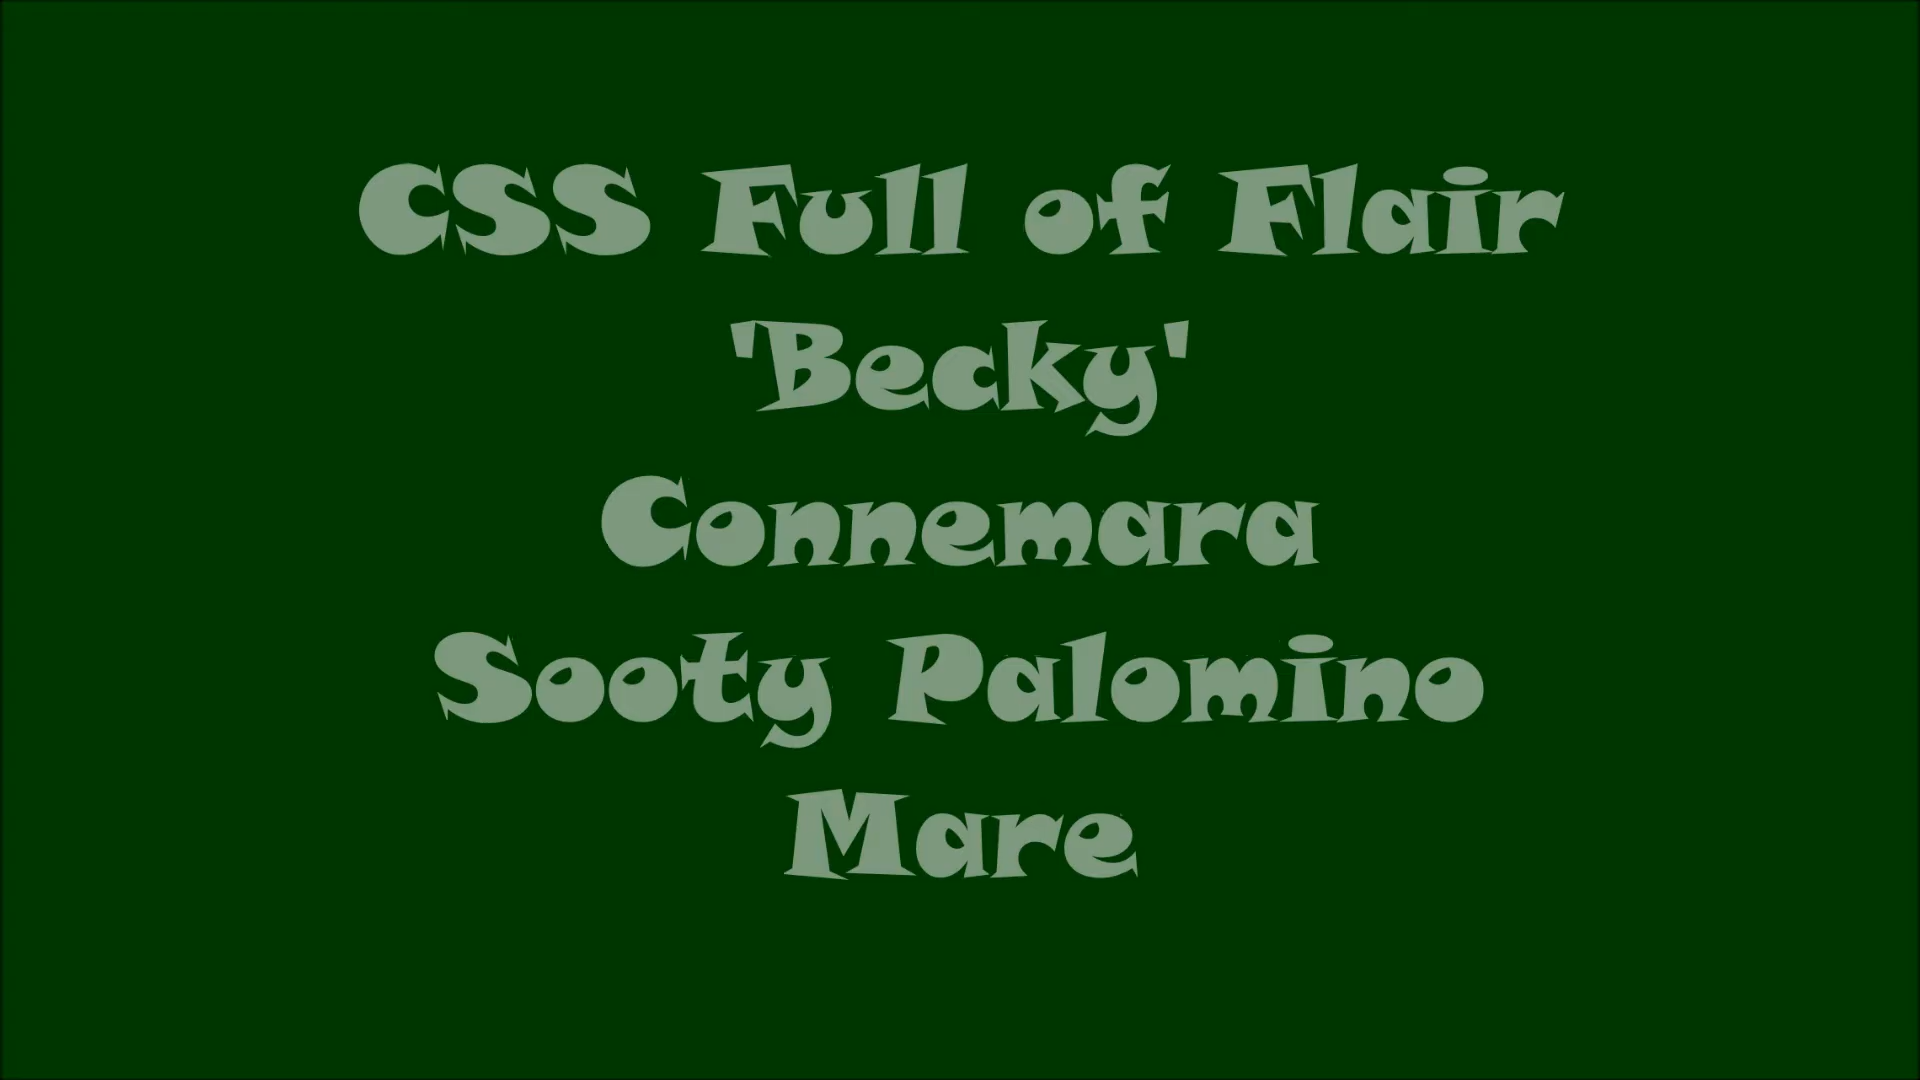 CSS Full of Flair
'Becky'
Connemara
Sooty Palomino
Mare